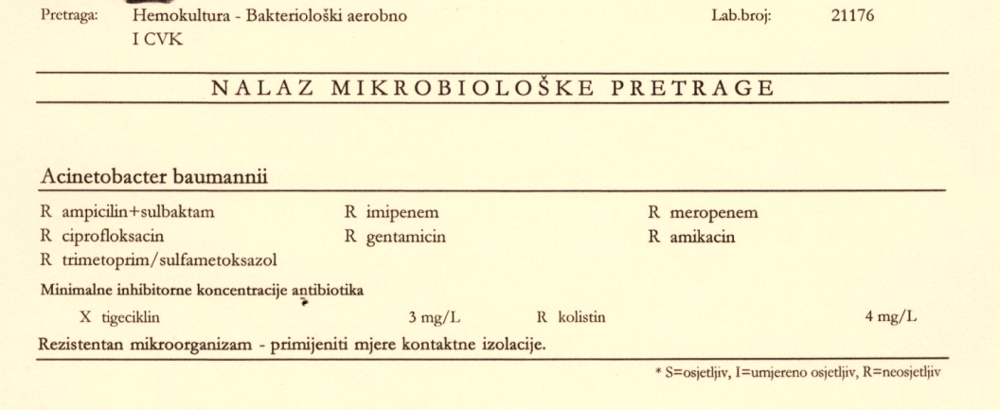 Pretraga: Hemokultura - Bakteriološki aerobno Lab.broj: 21176
I CVK
NALAZ MIKROBIOLOŠKE PRETRAGE
Acinetobacter baumannii
R ampicilin+sulbaktam R imipenem R meropenem
R ciprofloksacin R gentamicin R amikacin
R trimetoprim/sulfametoksazol
Minimalne inhibitorne koncentracije antibiotika
X tigeciklin 3 mg/L R kolistin 4 mg/L
Rezistentan mikroorganizam - primijeniti mjere kontaktne izolacije.
* S=osjetljiv, I=umjereno osjetljiv, R=neosjetljiv